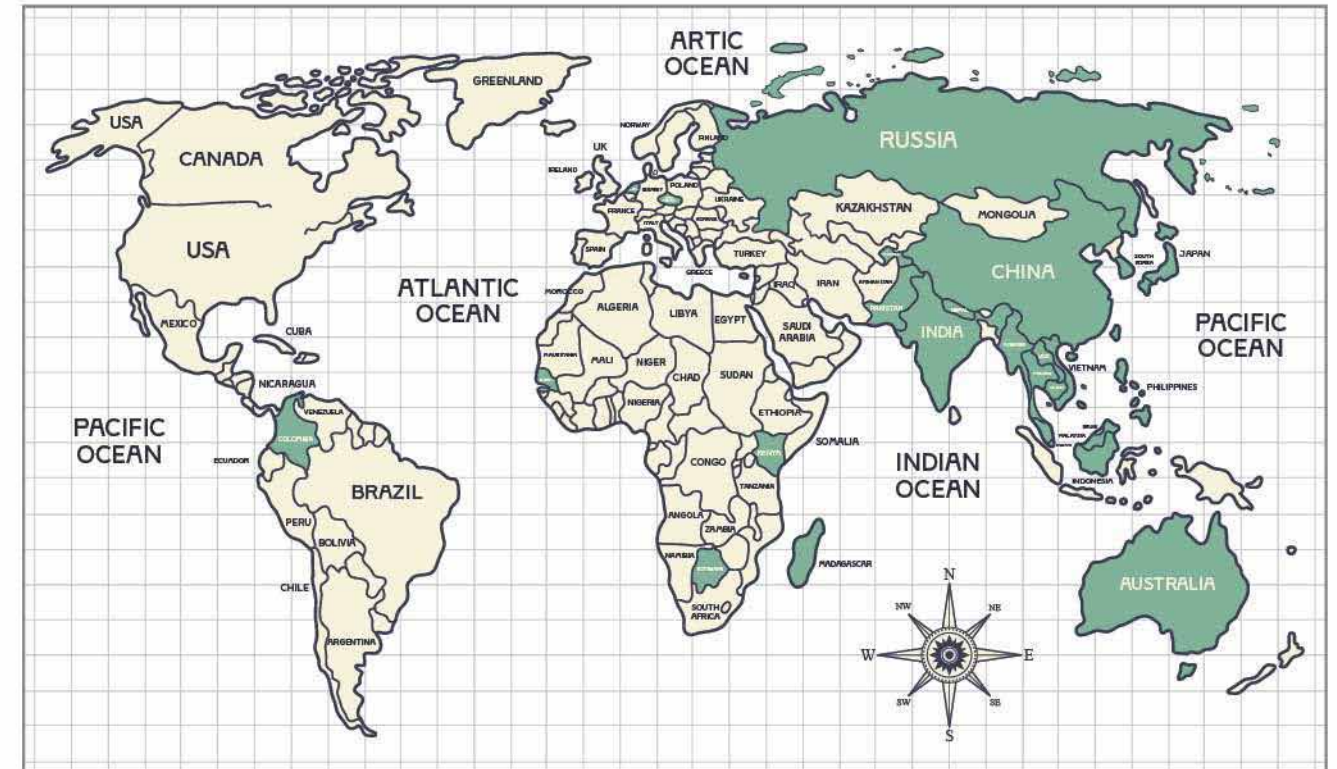 ARTIC
OCEAN
GREENLAND
USA
CANADA
USA
MEXICO
CUBA
NICARAGUA
VENEZUELA
COLOMBIA
ECUADOR
BRAZIL
PERU
BOLIVIA
CHILE
ARGENTINA
PACIFIC
OCEAN
ATLANTIC
OCEAN
NORWAY
FINLAND
UK
IRELAND
POLAND
UKRAINE
FRANCE
ITALY
SPAIN
GREECE
TURKEY
RUSSIA
KAZAKHSTAN
MONGOLIA
CHINA
SOUTH
KOREA
JAPAN
IRAQ
IRAN
AFGHANISTAN
PAKISTAN
INDIA
SAUDI
ARABIA
MOROCCO
ALGERIA
LIBYA
EGYPT
MAURITANIA
MALI
NIGER
CHAD
SUDAN
NIGERIA
ETHIOPIA
SOMALIA
KENYA
CONGO
TANZANIA
ANGOLA
ZAMBIA
NAMIBIA
BOTSWANA
SOUTH
AFRICA
MADAGASCAR
VIETNAM
PHILIPPINES
MALAYSIA
INDONESIA
PACIFIC
OCEAN
INDIAN
OCEAN
AUSTRALIA
N
NW
NE
W
E
SW
SE
S